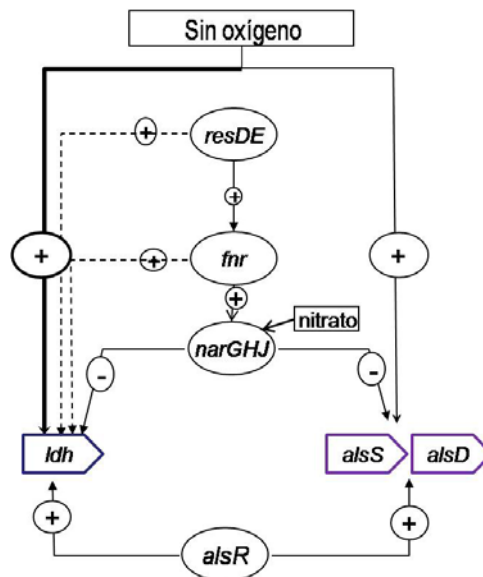 Sin oxígeno
+
resDE
+
+
+
fnr
+
+
nitrato
narGHJ
-
-
ldh
alsS
alsD
+
+
alsR